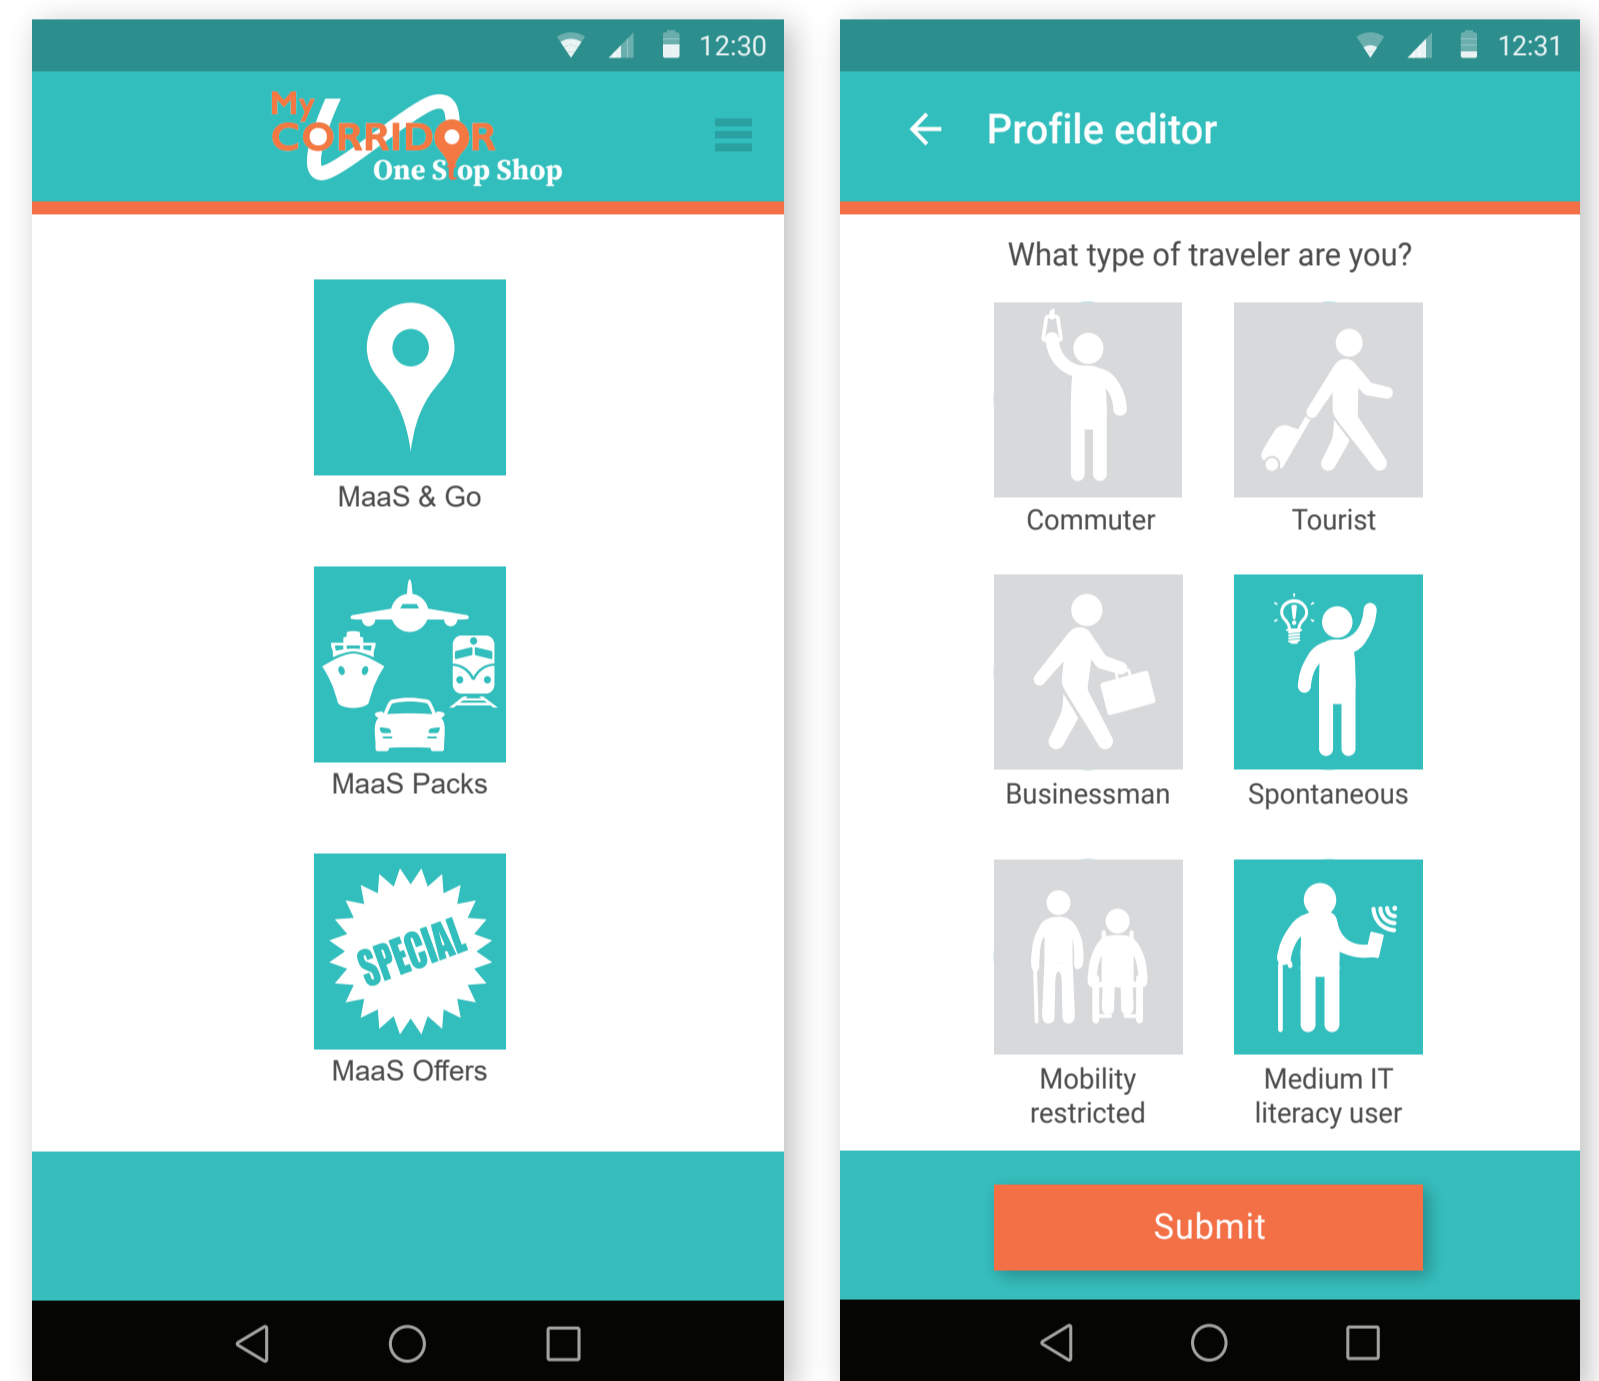 12:30
My
CORRIDOR
One Stop Shop
MaaS & Go
MaaS Packs
SPECIAL
MaaS Offers
12:31
Profile editor
What type of traveler are you?
Commuter
Tourist
Businessman
Spontaneous
Mobility
restricted
Medium IT
literacy user
Submit